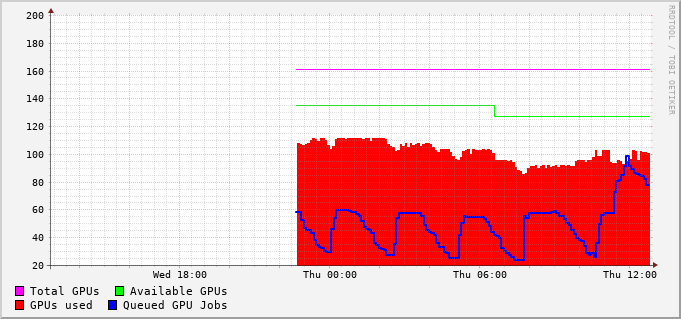 RRDTOOL / TOBI OETIKER
200
180
160
140
120
100
80
60
40
20
Wed 18:00 Thu 00:00 Thu 06:00 Thu 12:00
Total GPUs Available GPUs
GPUs used Queued GPU Jobs